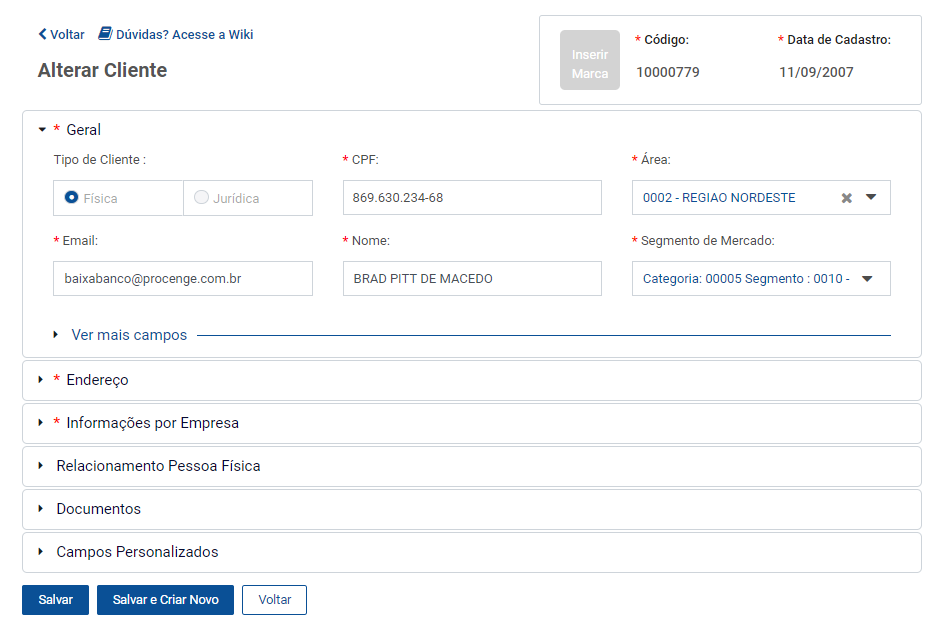 Voltar Dúvidas? Acesse a Wiki
Alterar Cliente
Inserir
Marca
* Código:
10000779
* Data de Cadastro:
11/09/2007
* Geral
Tipo de Cliente :
Física
Jurídica
* CPF:
869.630.234-68
* Área:
0002 - REGIAO NORDESTE
* Email:
baixabanco@procenge.com.br
* Nome:
BRAD PITT DE MACEDO
* Segmento de Mercado:
Categoria: 00005 Segmento : 0010 -
Ver mais campos
* Endereço
* Informações por Empresa
Relacionamento Pessoa Física
Documentos
Campos Personalizados
Salvar
Salvar e Criar Novo
Voltar